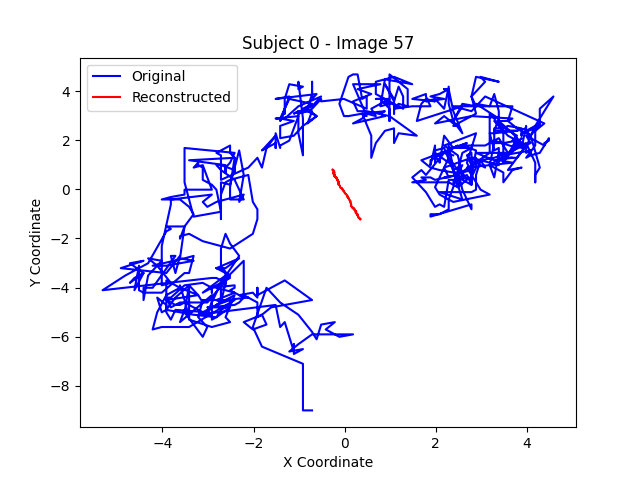 Subject 0 - Image 57
Original
Reconstructed
4
2
0
−2
−4
−6
−8
Y Coordinate
−4
−2
0
2
4
X Coordinate